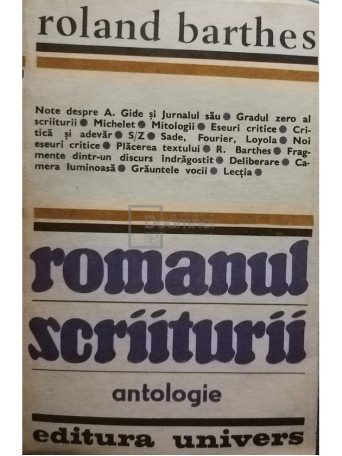 roland barthes
Note despre A. Gide și Jurnalul său ● Gradul zero al
scriiturii ● Michelet ● Mitologii ● Eseuri critice ● Cri-
tică și adevăr ● S/Z ● Sade, Fourier, Loyola ● Noi
eseuri critice ● Plăcerea textului ● R. Barthes ● Frag-
mente dintr-un discurs îndrăgostit ● Deliberare ● Ca-
mera luminoasă ● Grăuntele vocii ● Lecția ●
romanul
scriiturii
antologie
editura univers